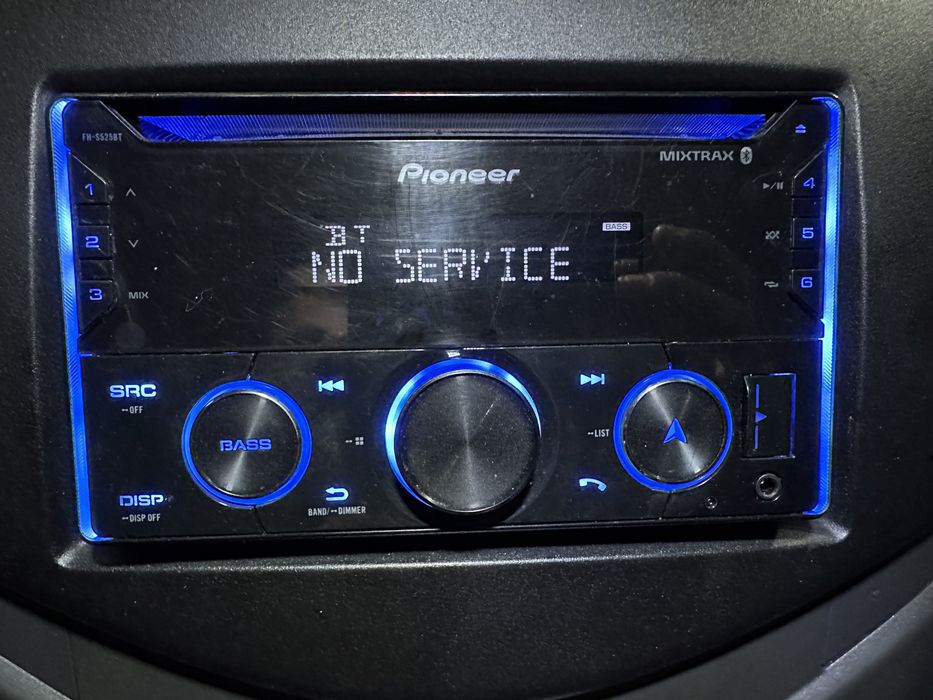 FH-S525BT
MIXTRAX
Pioneer
1
4
BT
BASS
2
5
NO SERVICE
3
MIX
6
SRC
OFF
BASS
LIST
DISP
DISP OFF
BAND/ DIMMER